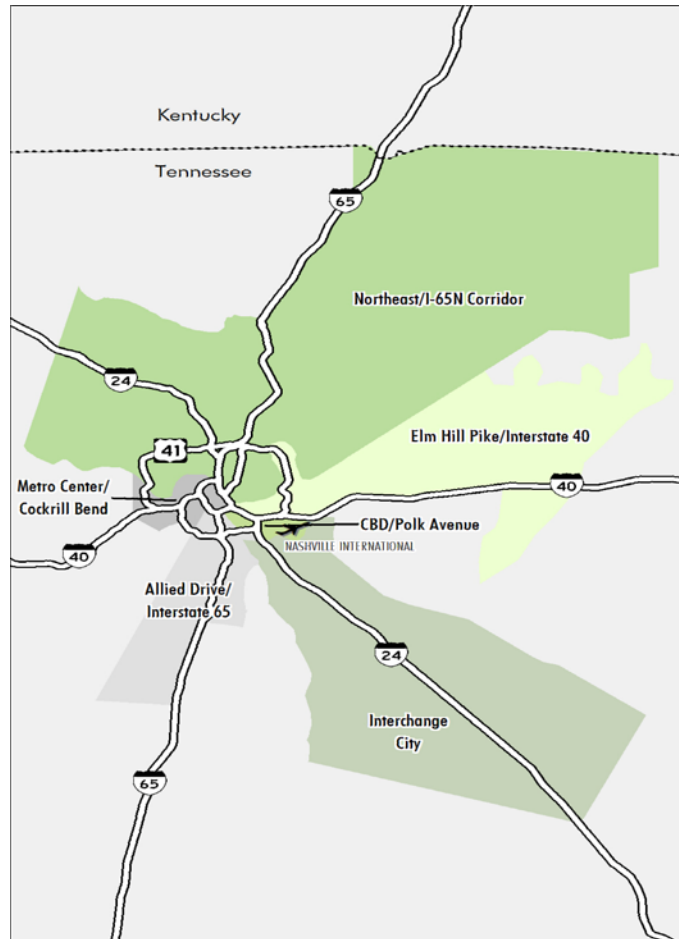 Kentucky
Tennessee
65
Northeast/I-65N Corridor
24
Elm Hill Pike/Interstate 40
41
Metro Center/
Cockrill Bend
40
CBD/Polk Avenue
NASHVILLE INTERNATIONAL
40
Allied Drive/
Interstate 65
24
Interchange
City
65